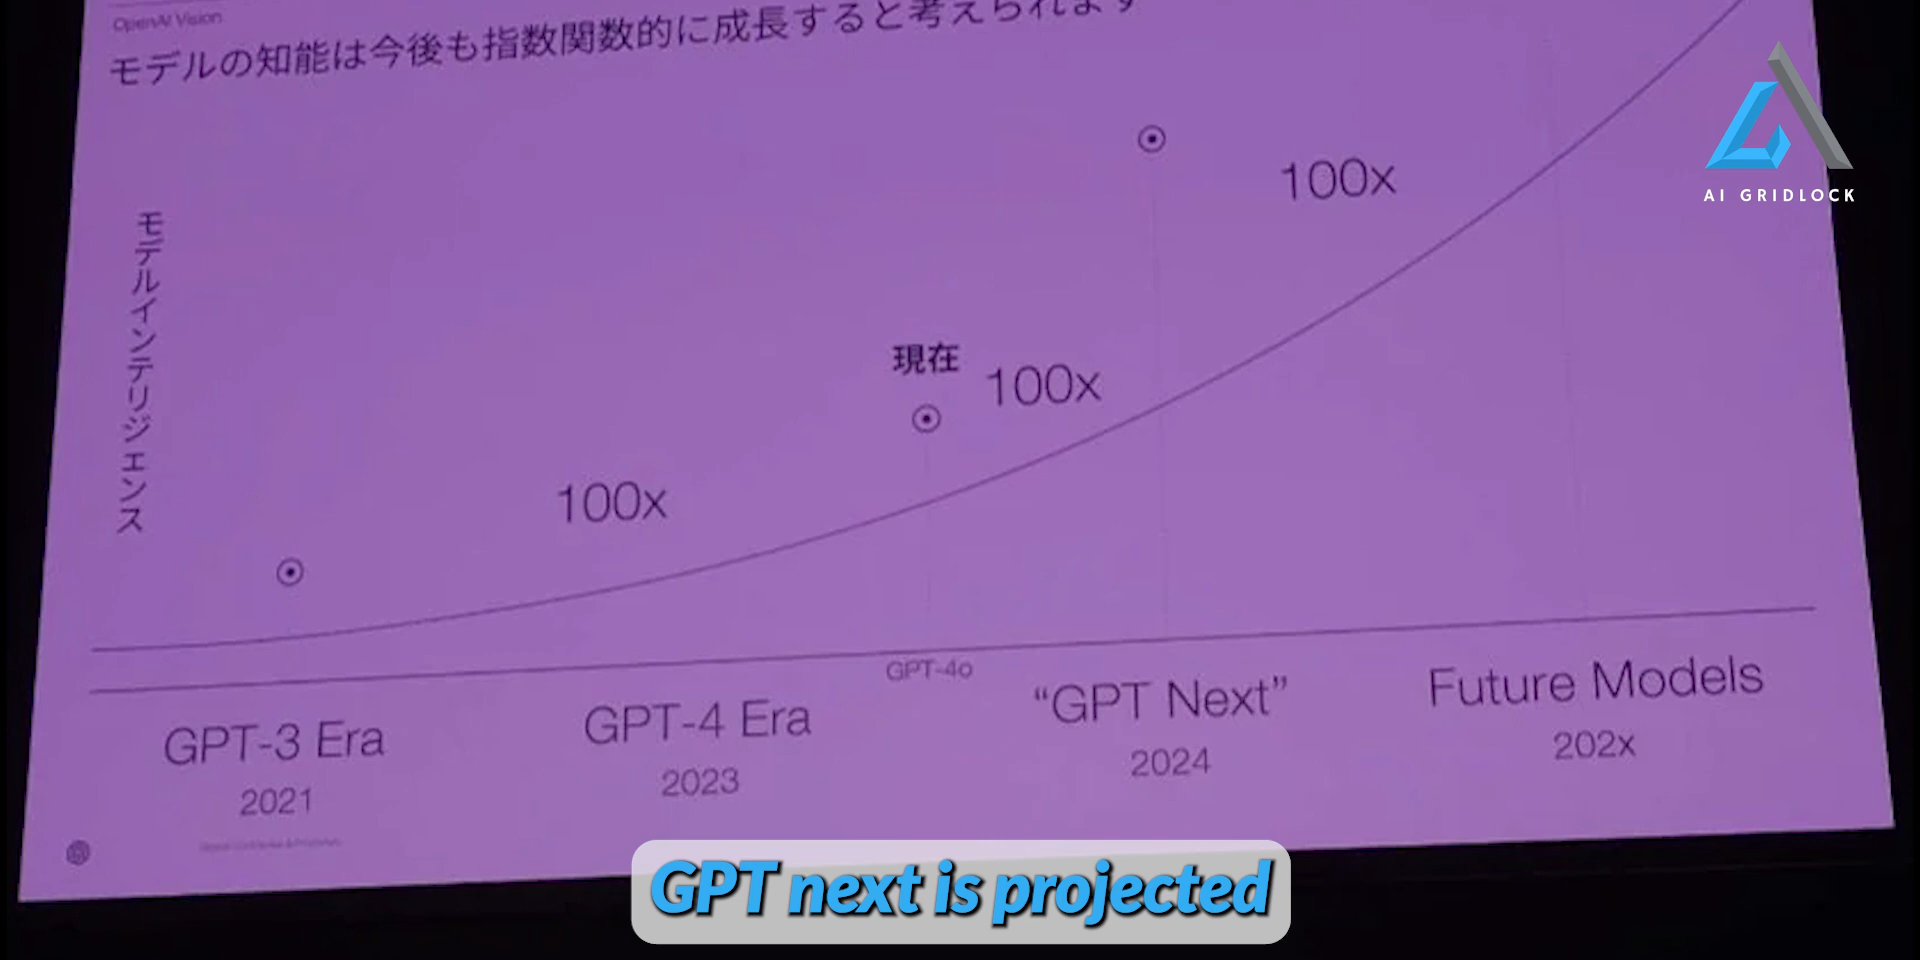 OpenAI Vision
モデルの知能は今後も指数関数的に成長すると考えられます
AI GRIDLOCK
モデルインテリジェンス
100x
現在
100x
100x
GPT-4o
GPT-3 Era
2021
GPT-4 Era
2023
“GPT Next”
2024
Future Models
202x
GPT next is projected